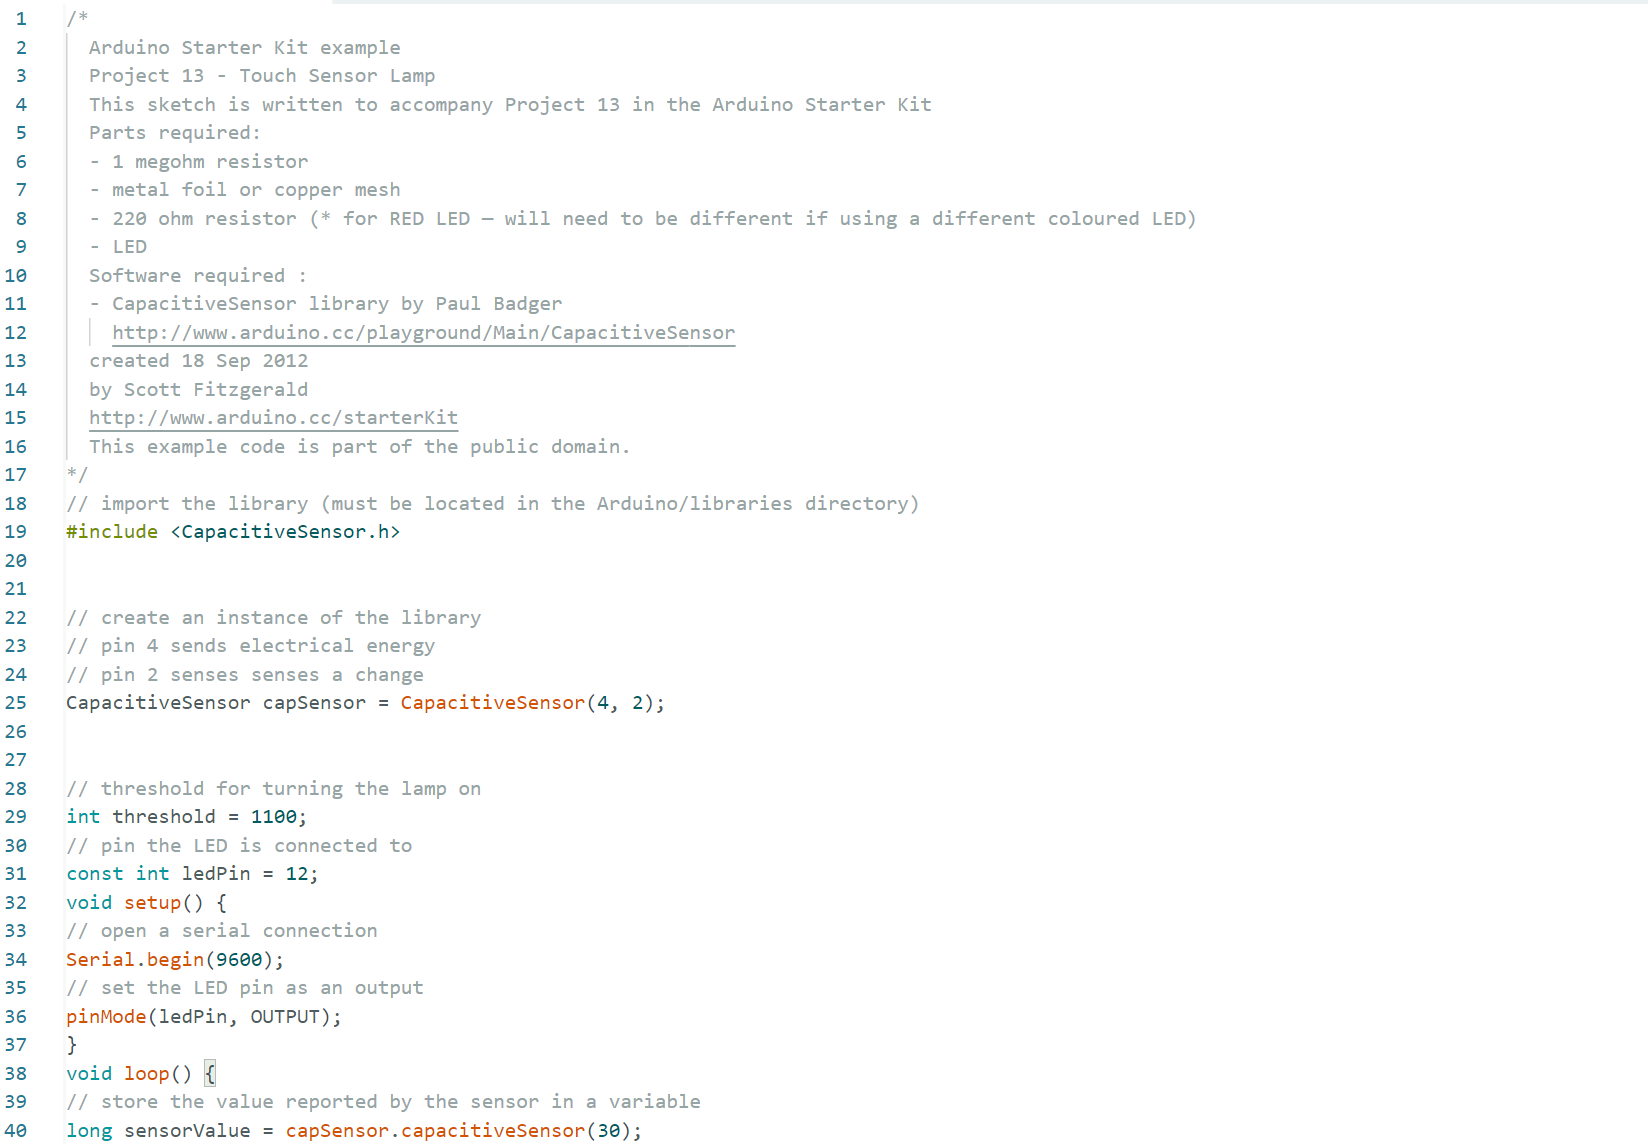 1 /*
2 Arduino Starter Kit example
3 Project 13 - Touch Sensor Lamp
4 This sketch is written to accompany Project 13 in the Arduino Starter Kit
5 Parts required:
6 - 1 megohm resistor
7 - metal foil or copper mesh
8 - 220 ohm resistor (* for RED LED – will need to be different if using a different coloured LED)
9 - LED
10 Software required :
11 - CapacitiveSensor library by Paul Badger
12 http://www.arduino.cc/playground/Main/CapacitiveSensor
13 created 18 Sep 2012
14 by Scott Fitzgerald
15 http://www.arduino.cc/starterKit
16 This example code is part of the public domain.
17 */
18 // import the library (must be located in the Arduino/libraries directory)
19 #include <CapacitiveSensor.h>
20
21
22 // create an instance of the library
23 // pin 4 sends electrical energy
24 // pin 2 senses senses a change
25 CapacitiveSensor capSensor = CapacitiveSensor(4, 2);
26
27
28 // threshold for turning the lamp on
29 int threshold = 1100;
30 // pin the LED is connected to
31 const int ledPin = 12;
32 void setup() {
33 // open a serial connection
34 Serial.begin(9600);
35 // set the LED pin as an output
36 pinMode(ledPin, OUTPUT);
37 }
38 void loop() {
39 // store the value reported by the sensor in a variable
40 long sensorValue = capSensor.capacitiveSensor(30);